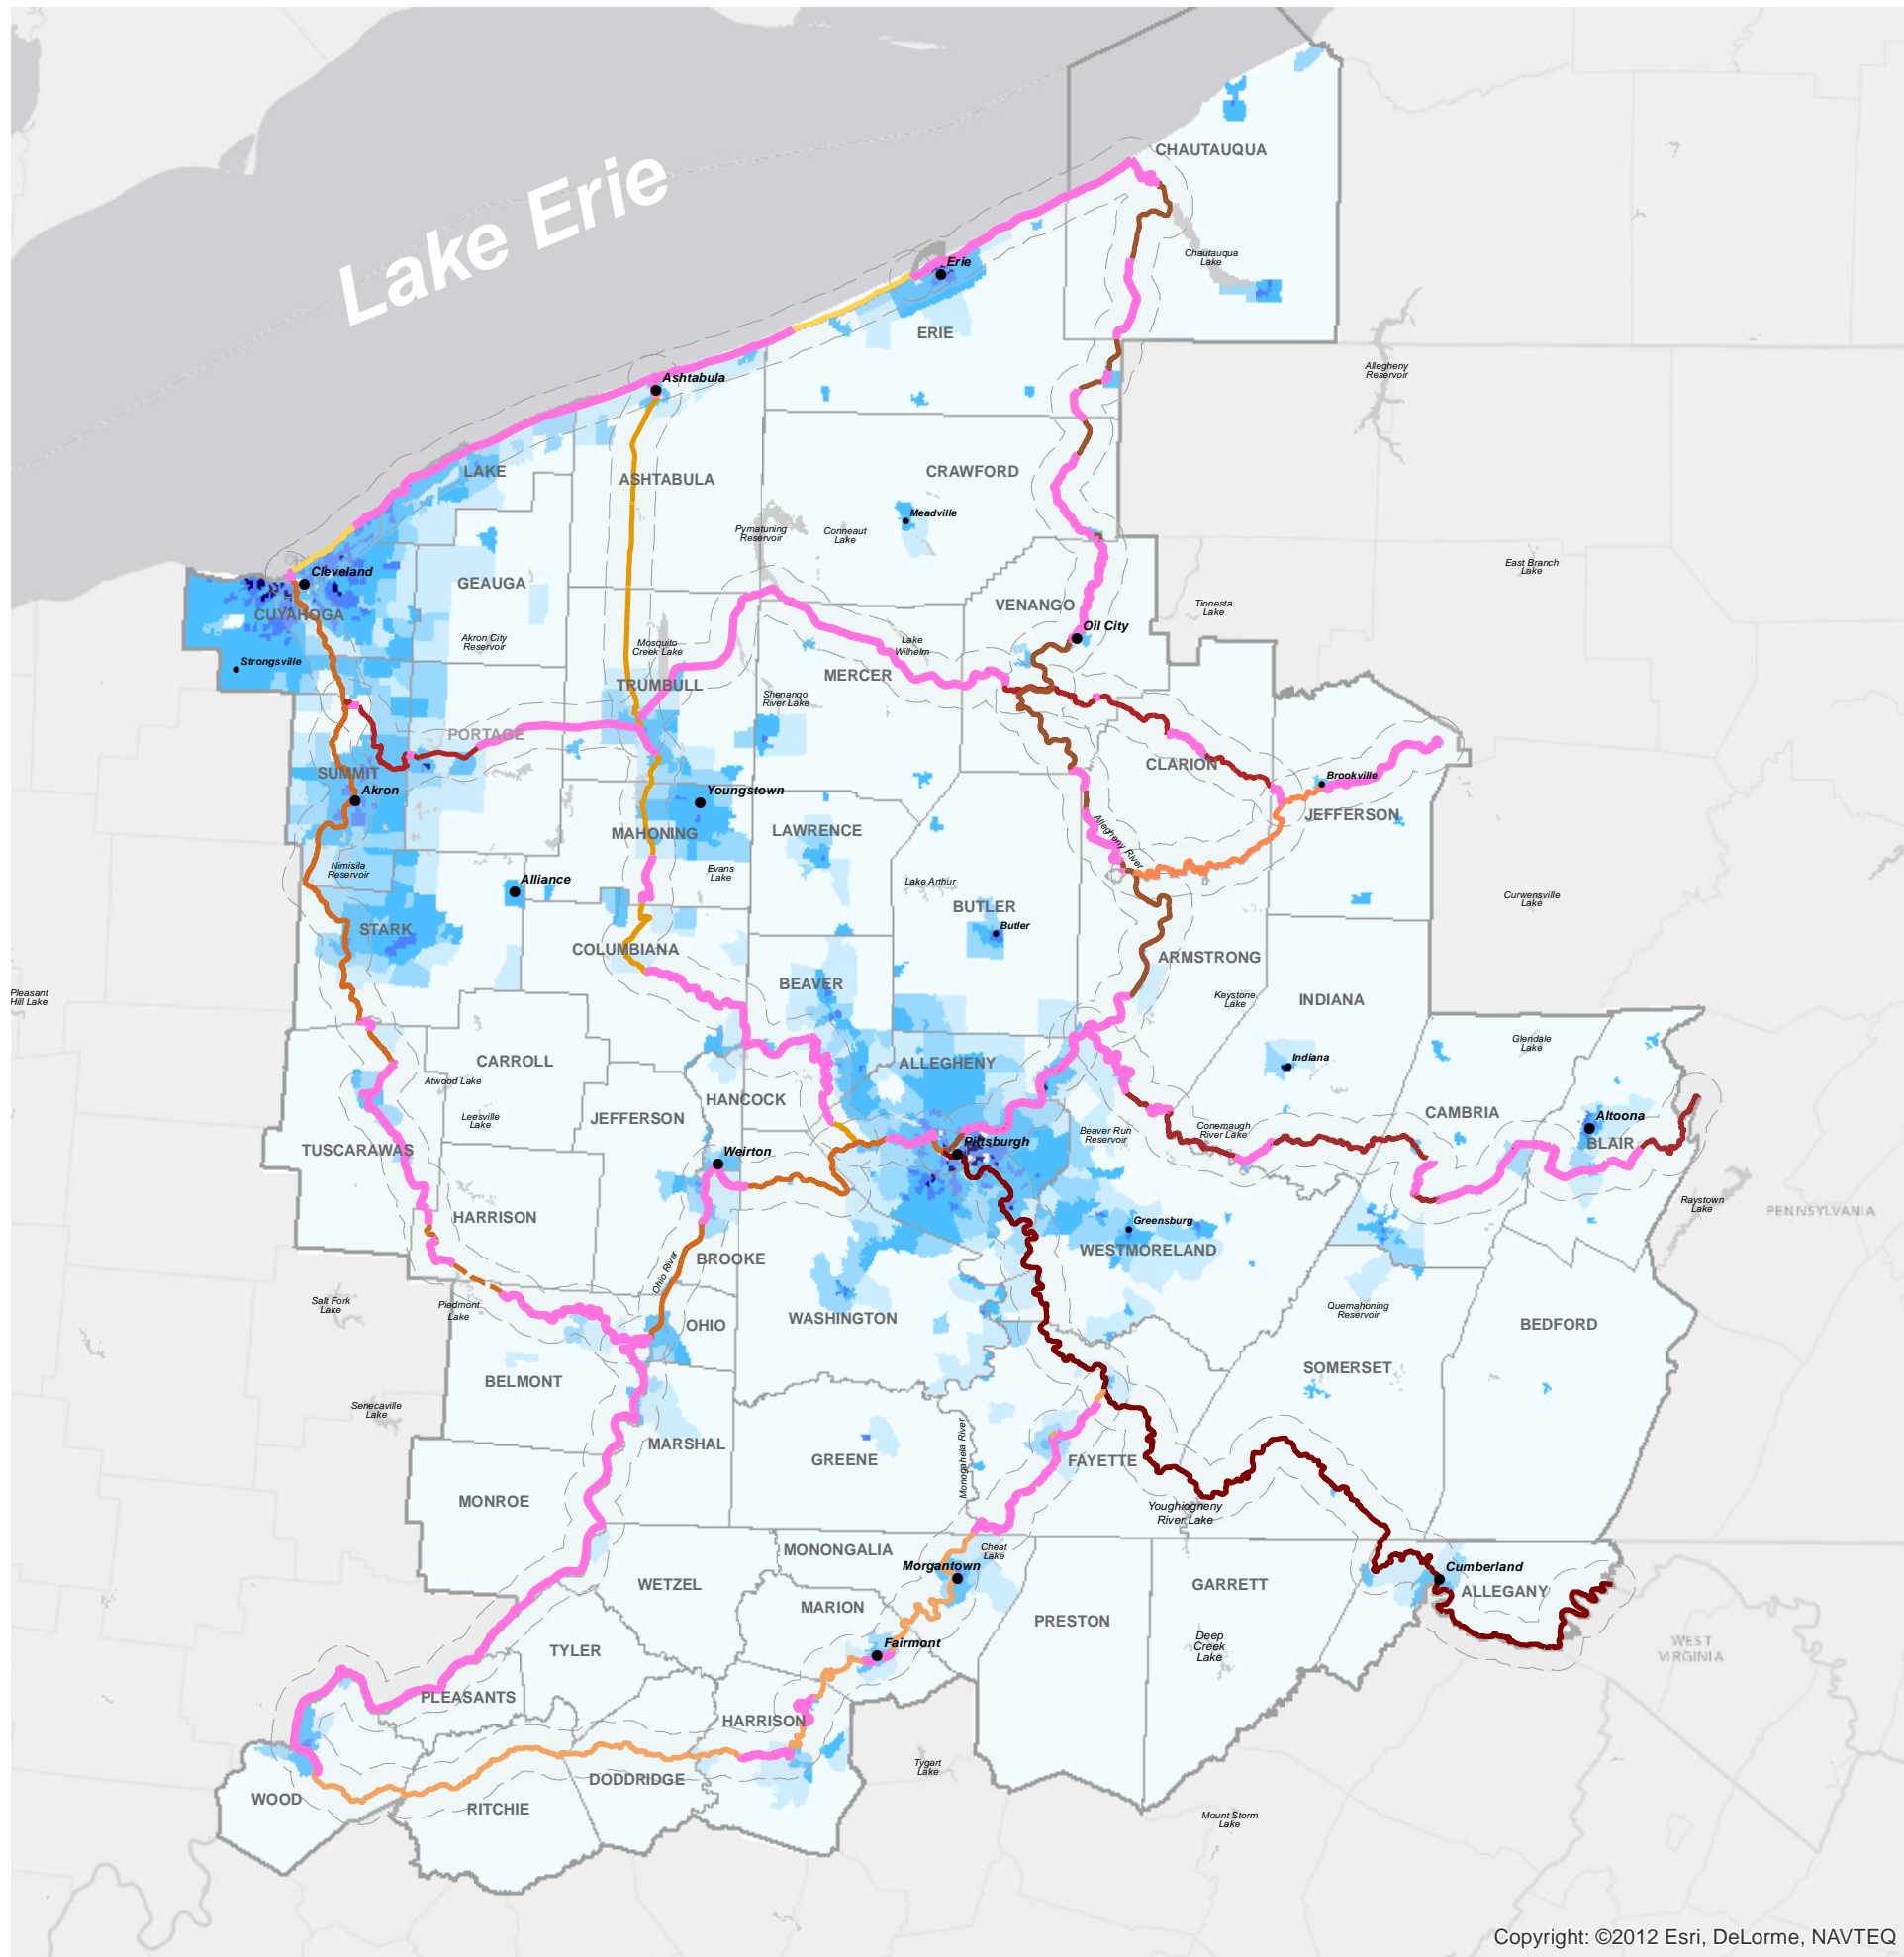 CHAUTAUQUA
Lake Erie
Chautauqua
Lake
Erie
ERIE
Allegheny
Reservoir
Ashtabula
LAKE
ASHTABULA
CRAWFORD
Meadville
Pymatuning
Reservoir
Conneaut
Lake
East Branch
Lake
Cleveland
GEAUGA
CUYAHOGA
VENANGO
Tionesta
Lake
Oil City
Akron City
Reservoir
Mosquito
Creek Lake
Lake
Wilhelm
Strongsville
MERCER
TRUMBULL
Shenango
River Lake
PORTAGE
CLARION
SUMMIT
Brookville
Akron
Youngstown
JEFFERSON
MAHONING
LAWRENCE
Allegheny River
Nimisila
Reservoir
Evans
Lake
Alliance
Lake Arthur
Curwensville
Lake
BUTLER
Butler
STARK
COLUMBIANA
ARMSTRONG
BEAVER
Pleasant
Hill Lake
Keystone
Lake
INDIANA
Glendale
Lake
CARROLL
ALLEGHENY
Indiana
Atwood Lake
HANCOCK
Leesville
Lake
JEFFERSON
CAMBRIA
Altoona
Beaver Run
Reservoir
Conemaugh
River Lake
Pittsburgh
BLAIR
TUSCARAWAS
Weirton
Raystown
Lake
PENNSYLVANIA
HARRISON
Greensburg
WESTMORELAND
BROOKE
Ohio River
Salt Fork
Lake
Piedmont
Lake
Quemahoning
Reservoir
WASHINGTON
OHIO
BEDFORD
SOMERSET
BELMONT
Senecaville
Lake
MARSHAL
GREENE
Monogahela River
FAYETTE
MONROE
Youghiogneny
River Lake
MONONGALIA
Cheat
Lake
Morgantown
Cumberland
WETZEL
GARRETT
ALLEGANY
MARION
PRESTON
Fairmont
Deep
Creek
Lake
WEST
VIRGINIA
TYLER
PLEASANTS
HARRISON
Tygart
Lake
DODDRIDGE
WOOD
RITCHIE
Mount Storm
Lake
Copyright: ©2012 Esri, DeLorme, NAVTEQ